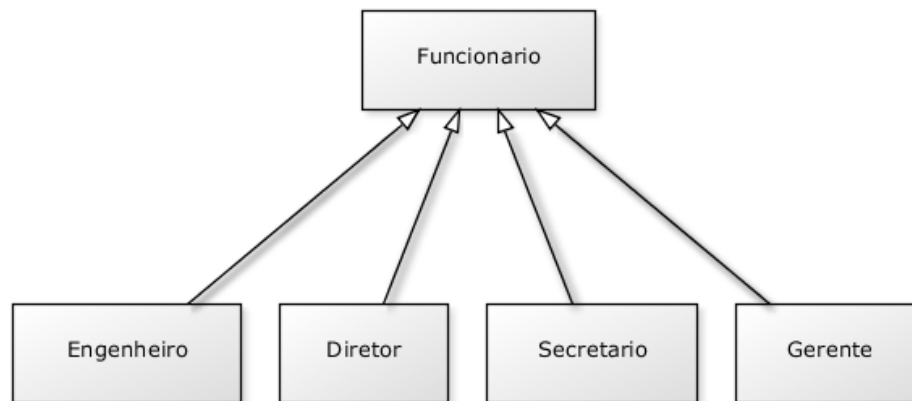 Funcionario
Engenheiro
Diretor
Secretario
Gerente